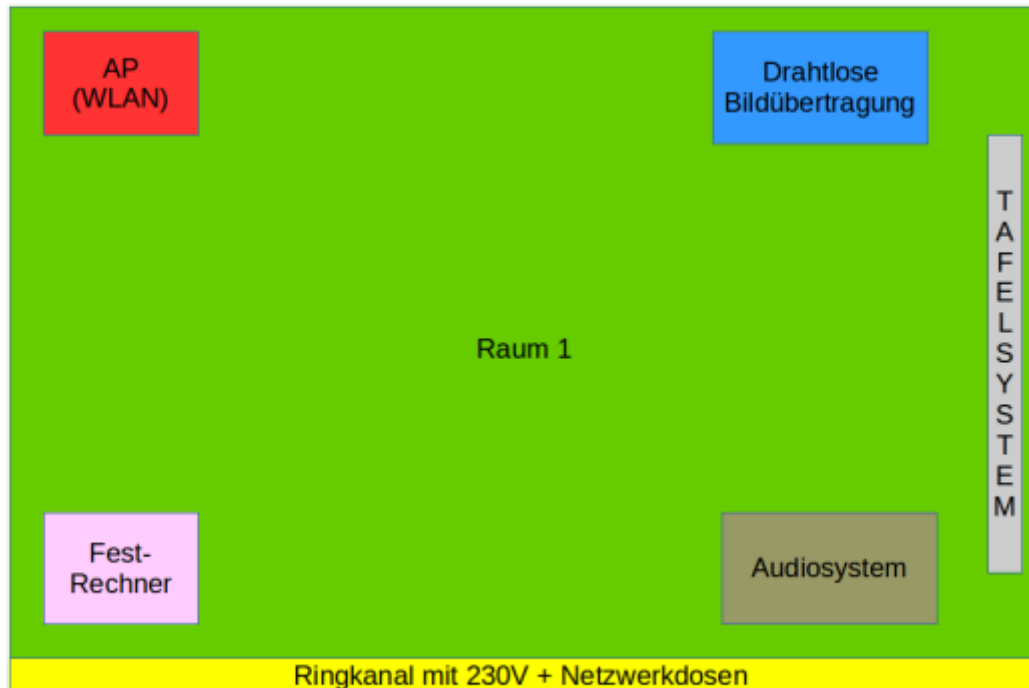 AP
(WLAN)
Drahtlose
Bildübertragung
T
A
F
E
L
S
Y
S
T
E
M
Raum 1
Fest-
Rechner
Audiosystem
Ringkanal mit 230V + Netzwerkdosen